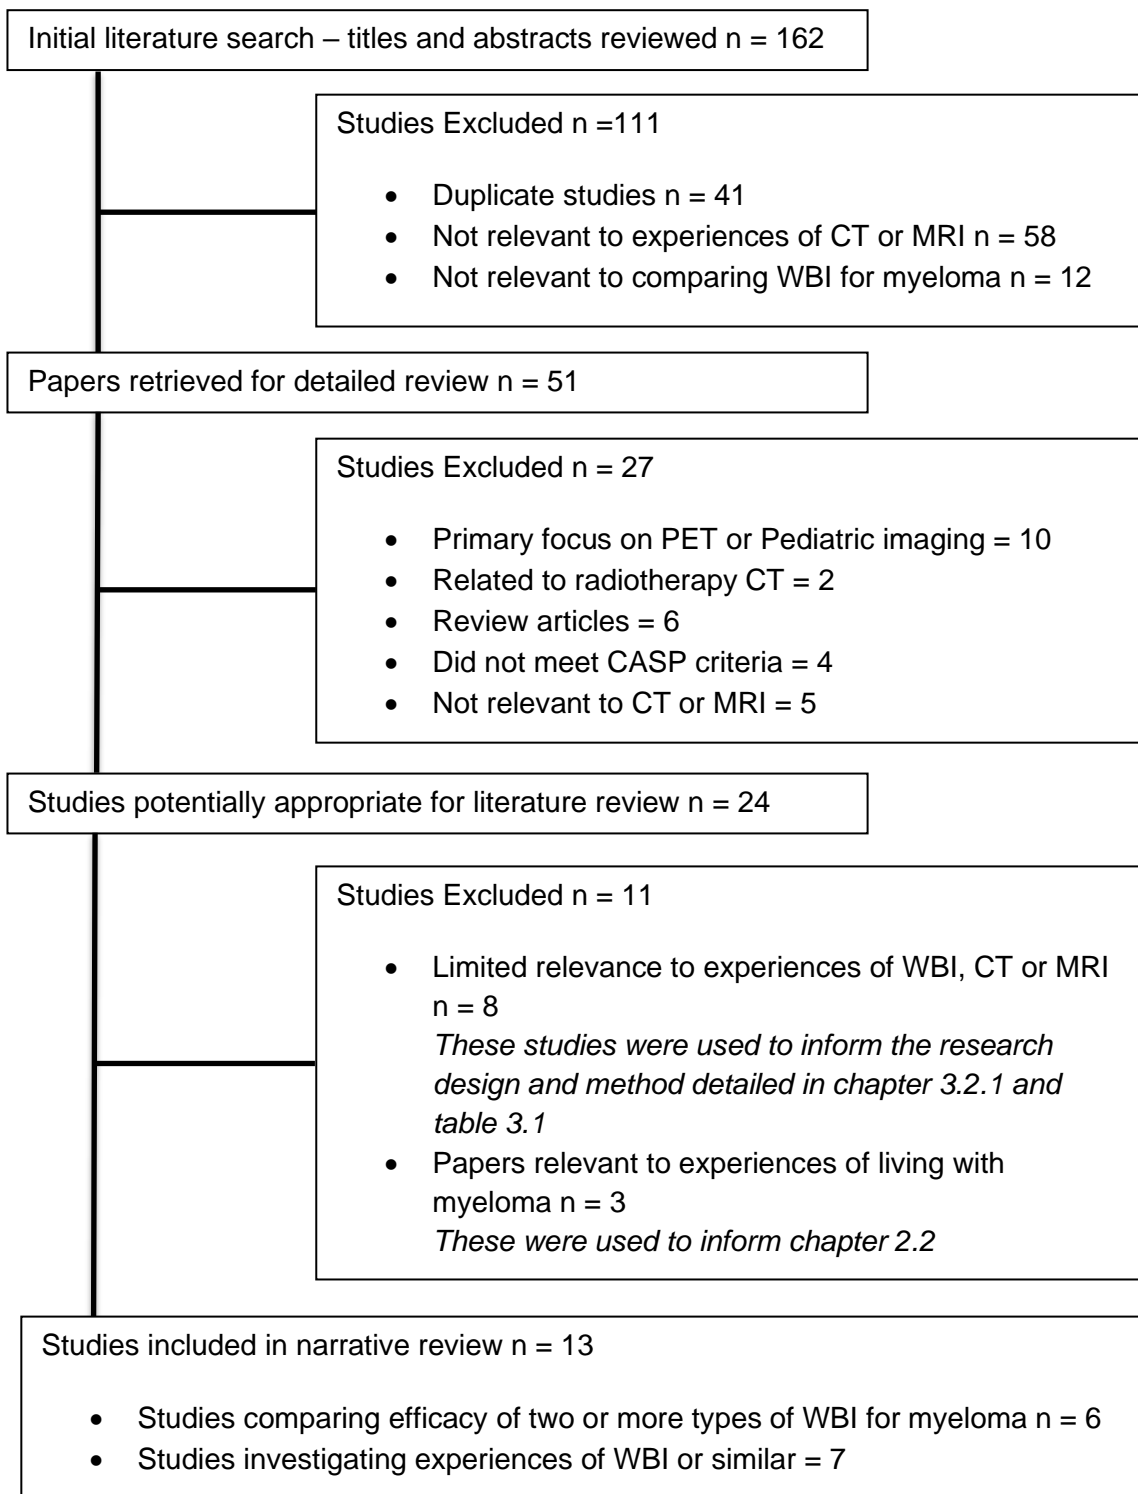 Initial literature search – titles and abstracts reviewed n = 162
Studies Excluded n =111
• Duplicate studies n = 41
• Not relevant to experiences of CT or MRI n = 58
• Not relevant to comparing WBI for myeloma n = 12
Papers retrieved for detailed review n = 51
Studies Excluded n = 27
• Primary focus on PET or Pediatric imaging = 10
• Related to radiotherapy CT = 2
• Review articles = 6
• Did not meet CASP criteria = 4
• Not relevant to CT or MRI = 5
Studies potentially appropriate for literature review n = 24
Studies Excluded n = 11
• Limited relevance to experiences of WBI, CT or MRI
n = 8
These studies were used to inform the research
design and method detailed in chapter 3.2.1 and
table 3.1
• Papers relevant to experiences of living with
myeloma n = 3
These were used to inform chapter 2.2
Studies included in narrative review n = 13
• Studies comparing efficacy of two or more types of WBI for myeloma n = 6
• Studies investigating experiences of WBI or similar = 7